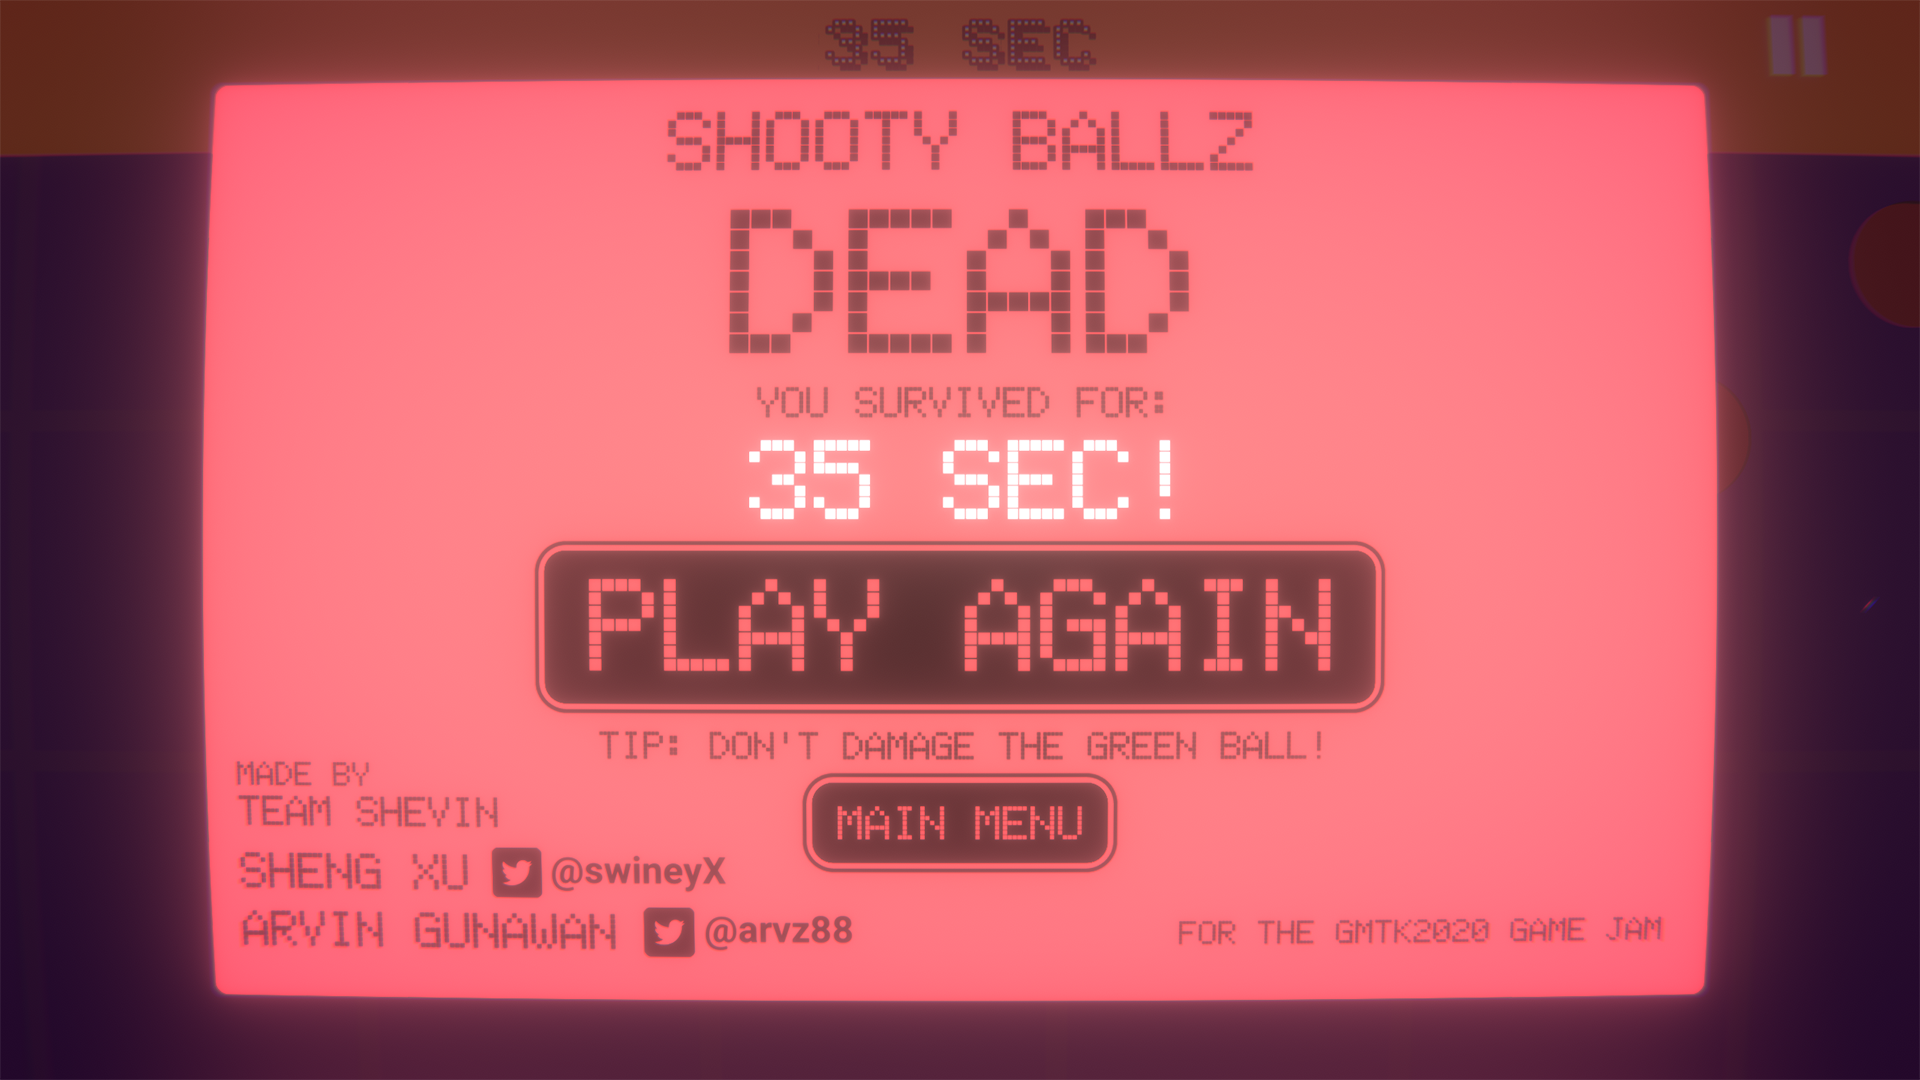 35 SEC
SHOOTY BALLZ
DEAD
YOU SURVIVED FOR:
35 SEC!
PLAY AGAIN
TIP: DON'T DAMAGE THE GREEN BALL!
MAIN MENU
MADE BY
TEAM SHEVIN
SHENG XU @swineyX
ARVIN GUNAWAN @arvz88
FOR THE GMTK2020 GAME JAM